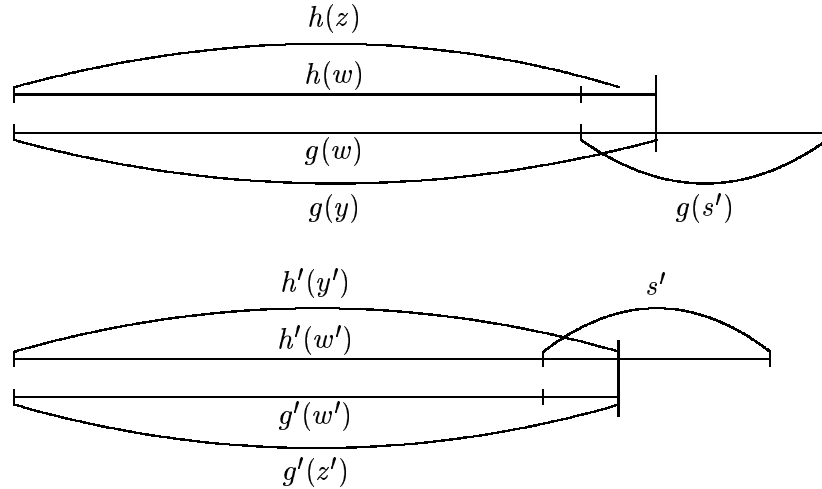 h(z)
h(w)
g(w)
g(y) g(s′)
h′(y′) s′
h′(w′)
g′(w′)
g′(z′)